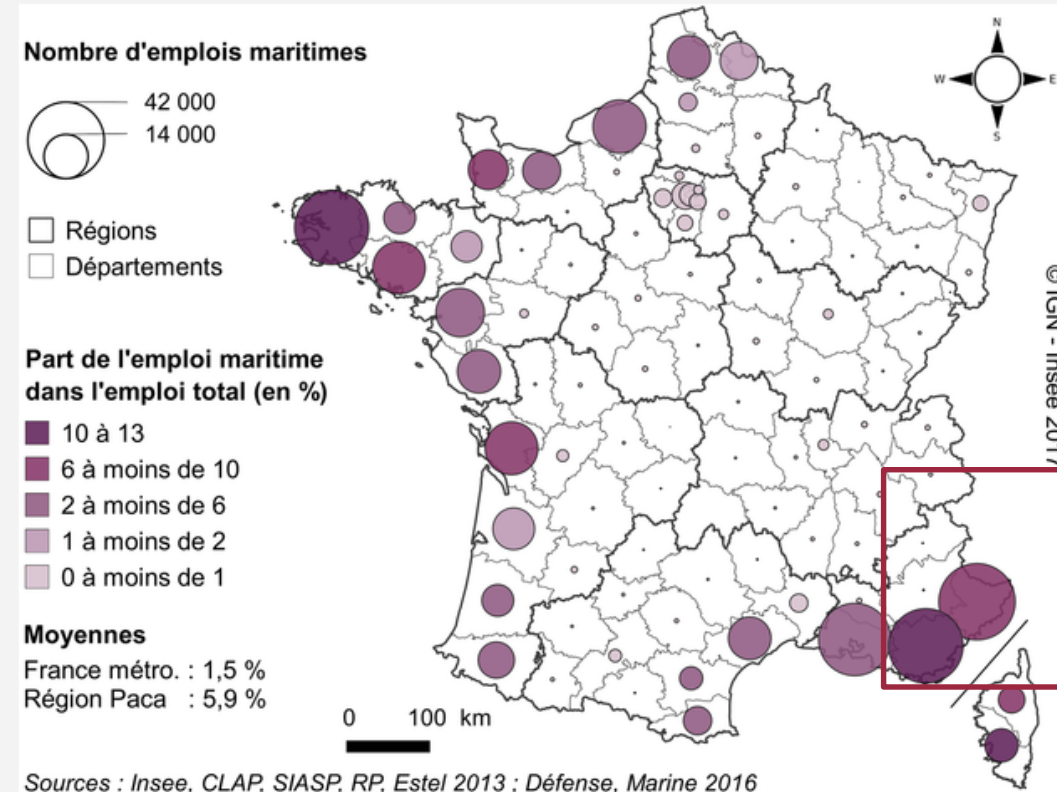 Nombre d'emplois maritimes
42 000
14 000
Régions
Départements
Part de l'emploi maritime
dans l'emploi total (en %)
10 à 13
6 à moins de 10
2 à moins de 6
1 à moins de 2
0 à moins de 1
Moyennes
France métro. : 1,5 %
Région Paca : 5,9 %
0 100 km
Sources : Insee, CLAP, SIASP, RP, Estel 2013 ; Défense, Marine 2016
N
W E
S
© IGN - Insee 2017